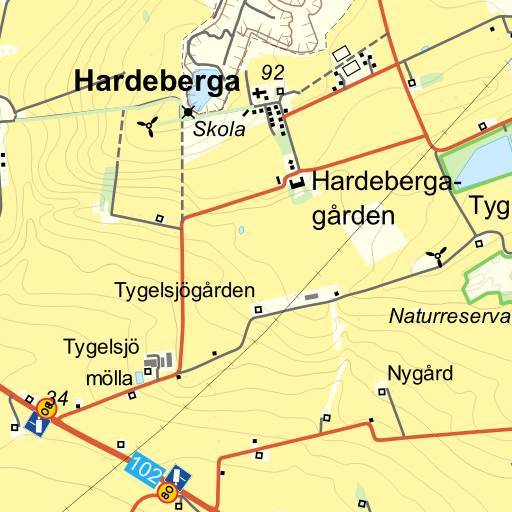 Hardeberga
92
Skola
Hardeberga-
gården
Tyg
Tygelsjögården
Naturreserva
Tygelsjö
mölla
Nygård
34
80
102
80